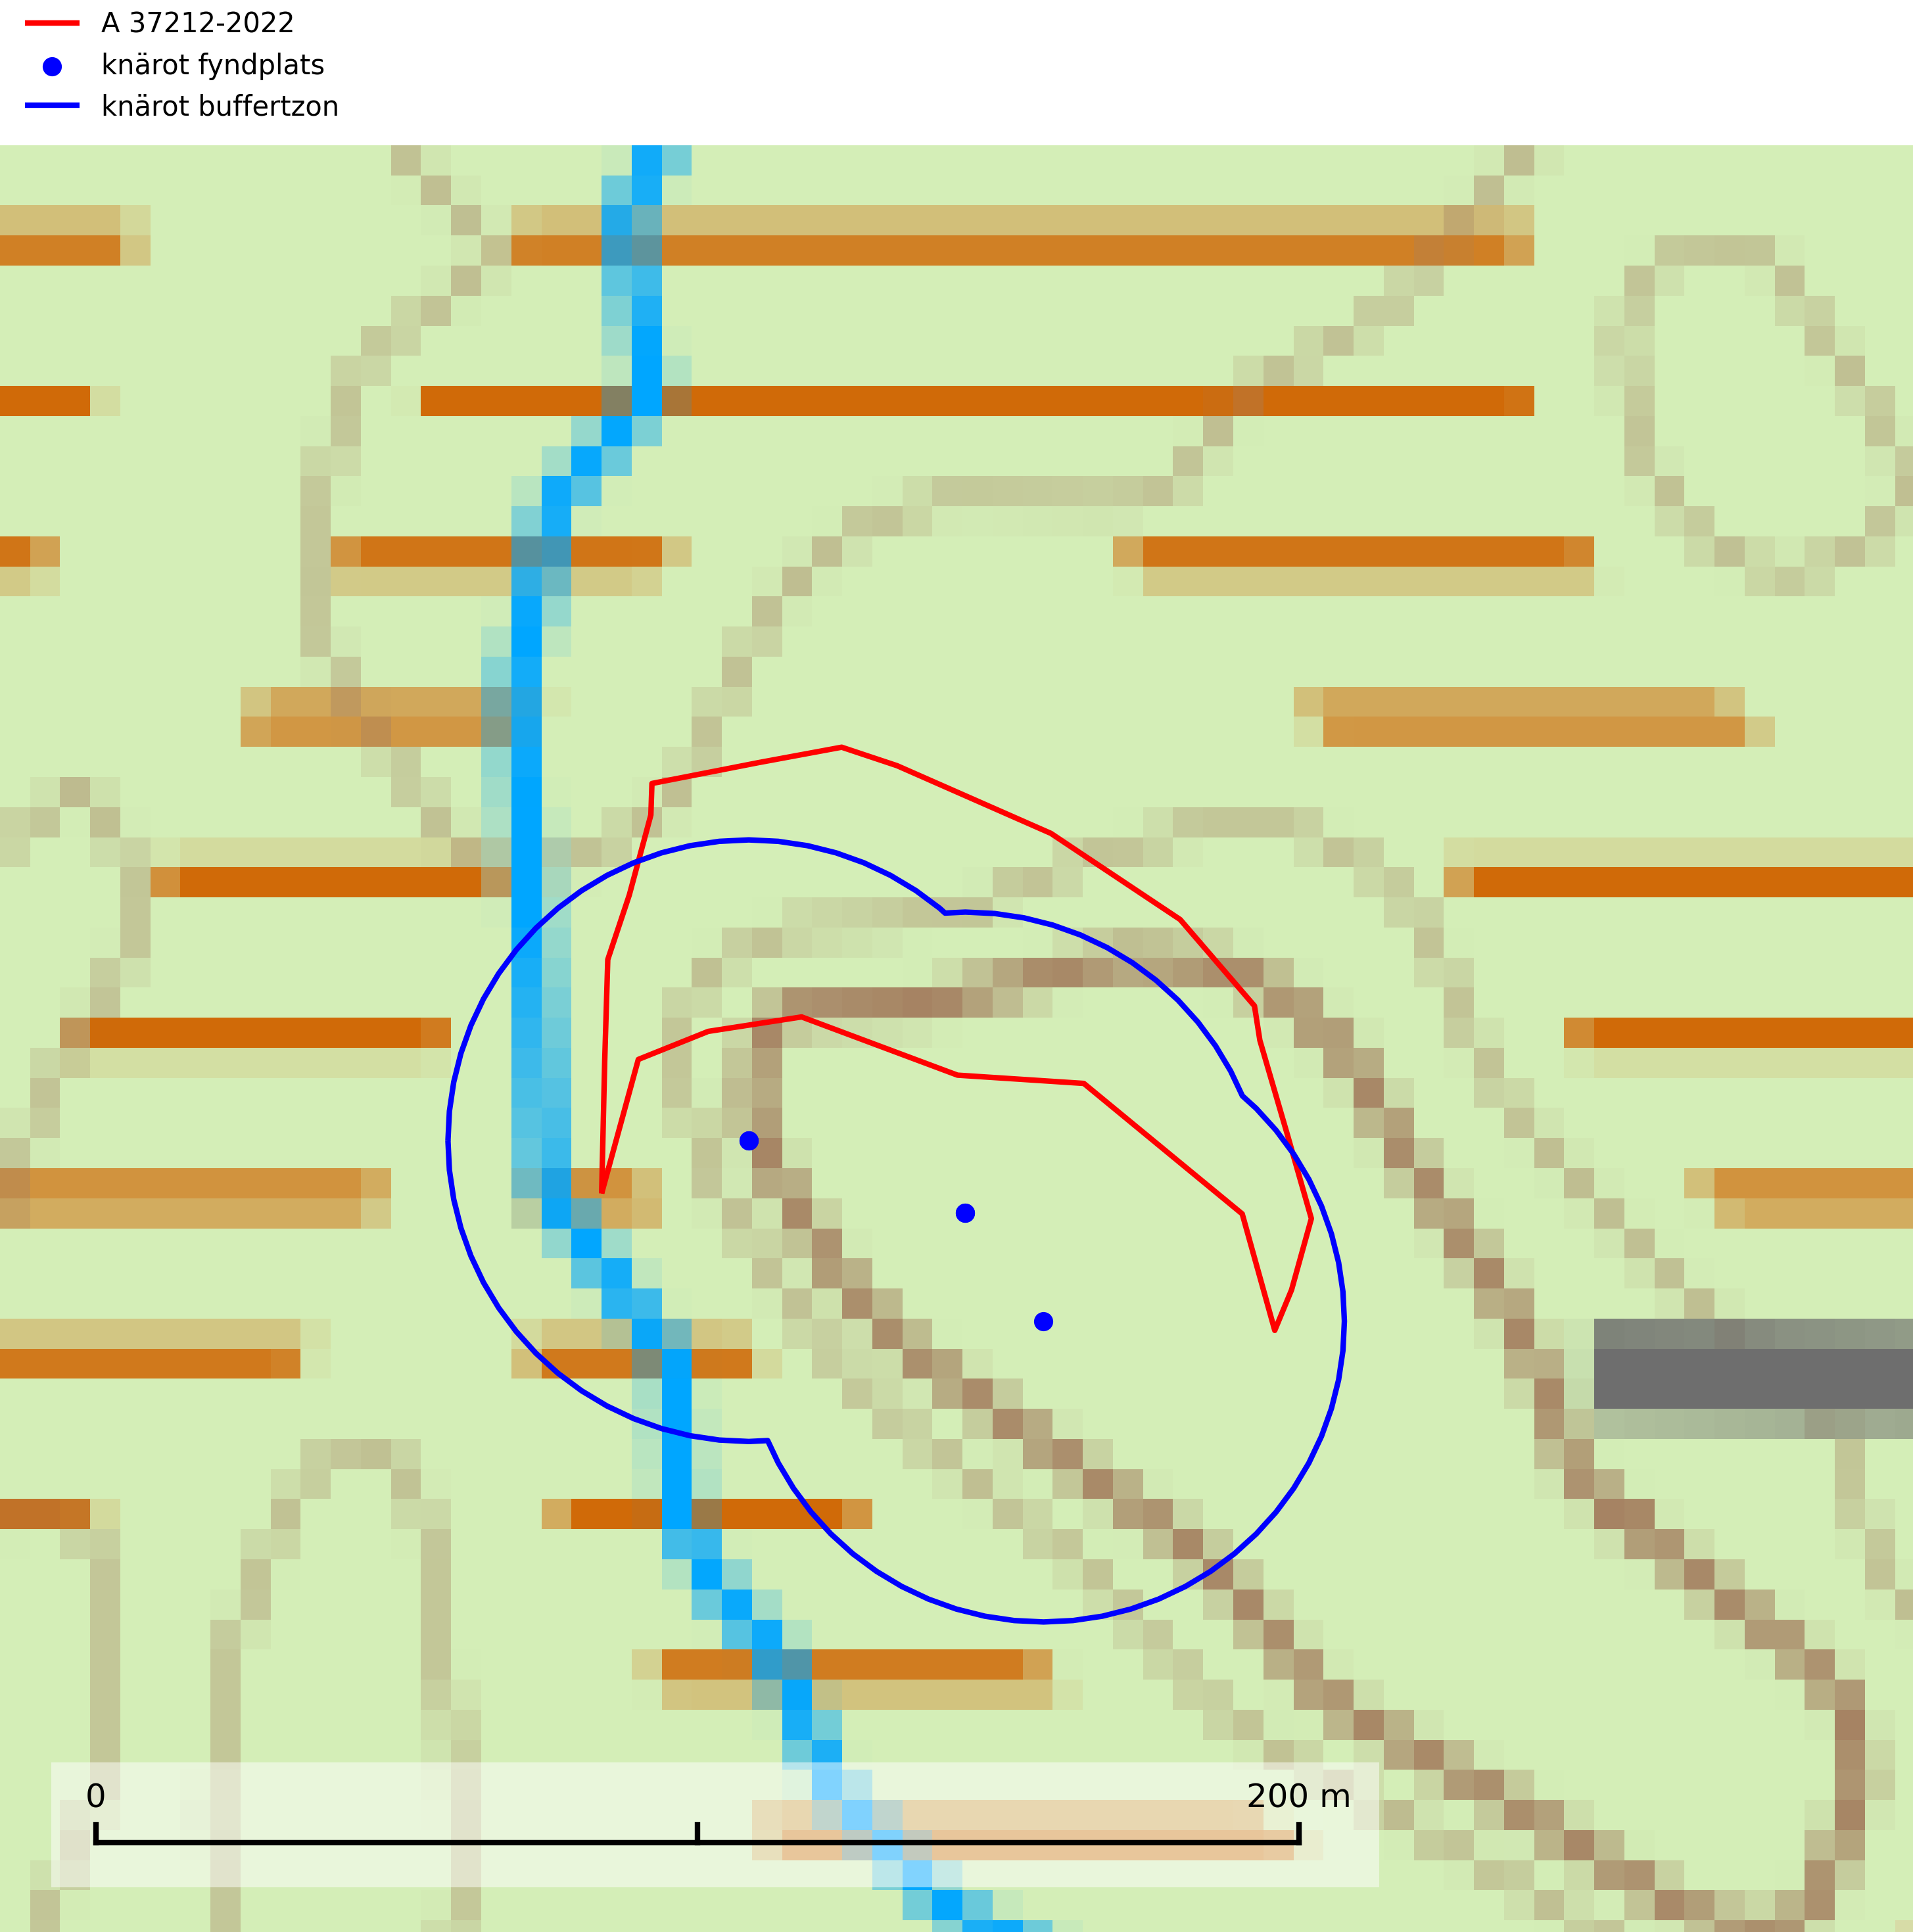 A 37212-2022
knärot fyndplats
knärot buffertzon
0
200 m